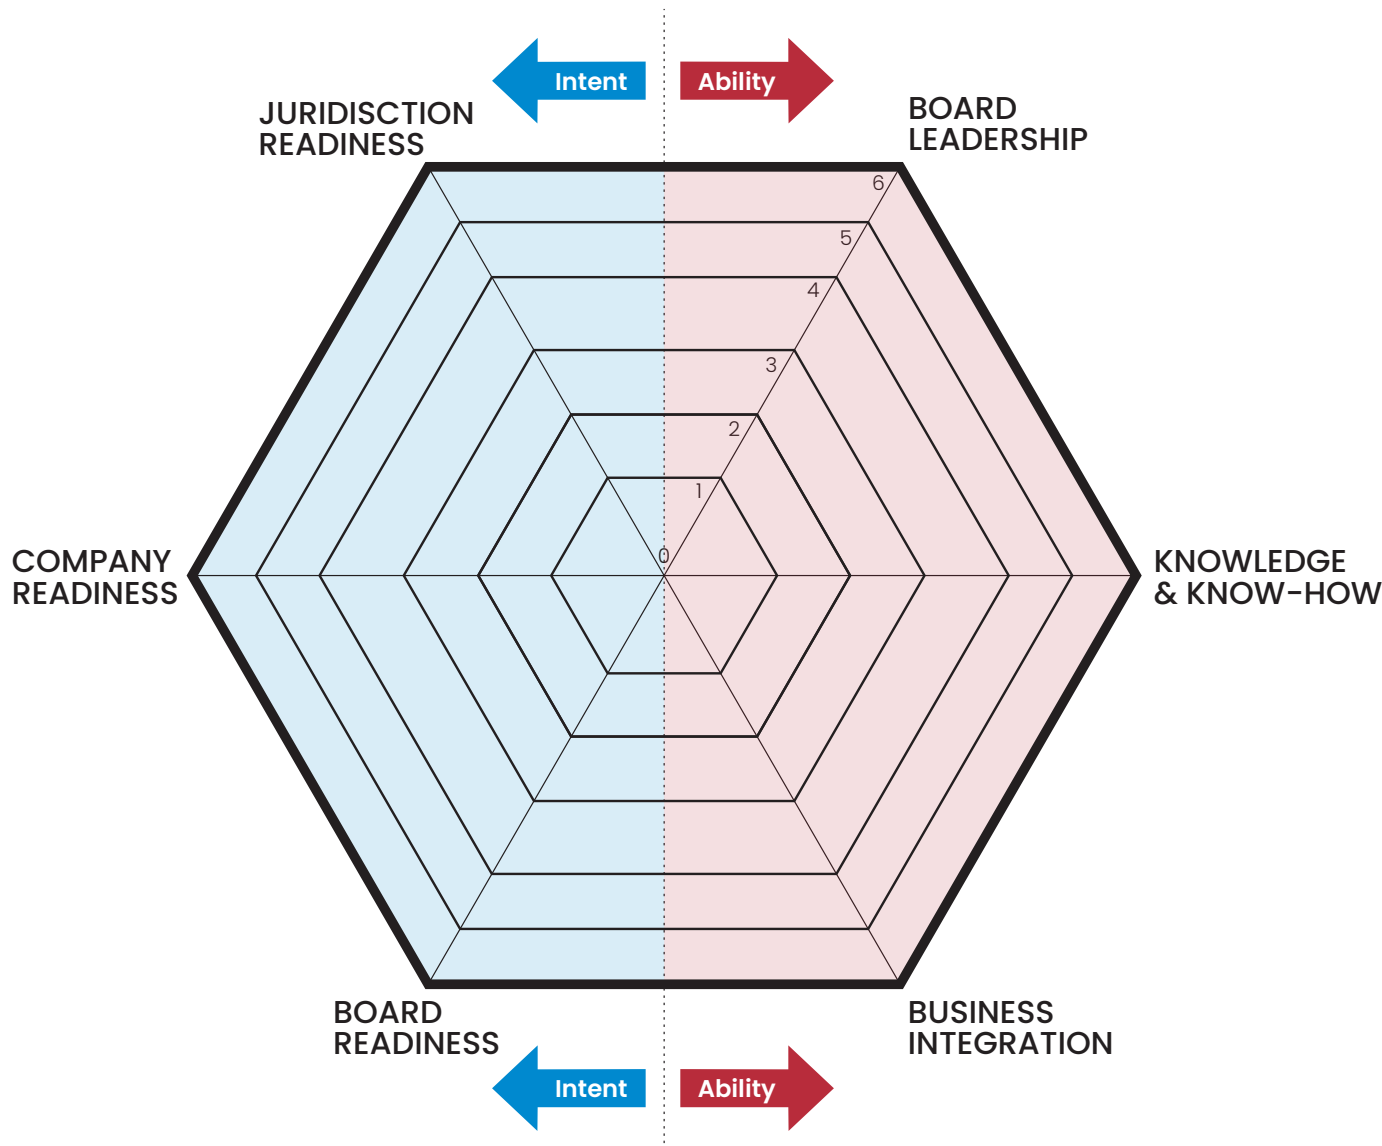 Intent
Ability
JURIDISCTION
READINESS
BOARD
LEADERSHIP
6
5
4
3
2
1
0
COMPANY
READINESS
KNOWLEDGE
& KNOW-HOW
BOARD
READINESS
BUSINESS
INTEGRATION
Intent
Ability